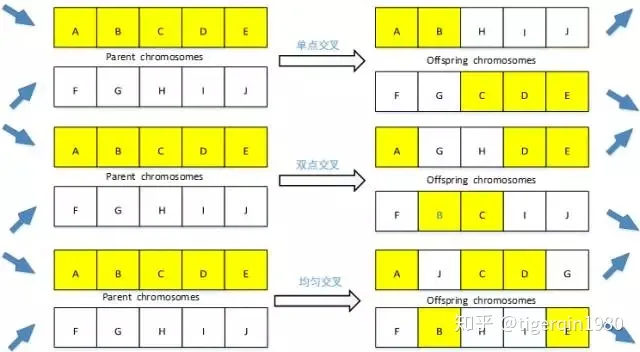 A B C D E
Parent chromosomes
F G H I J
单点交叉
A B H I J
Offspring chromosomes
F G C D E
A B C D E
Parent chromosomes
F G H I J
双点交叉
A G H D E
Offspring chromosomes
F B C I J
A B C D E
Parent chromosomes
F G H I J
均匀交叉
A J C D G
Offspring chromosomes
F B H I E
知乎 @tigerqin1980